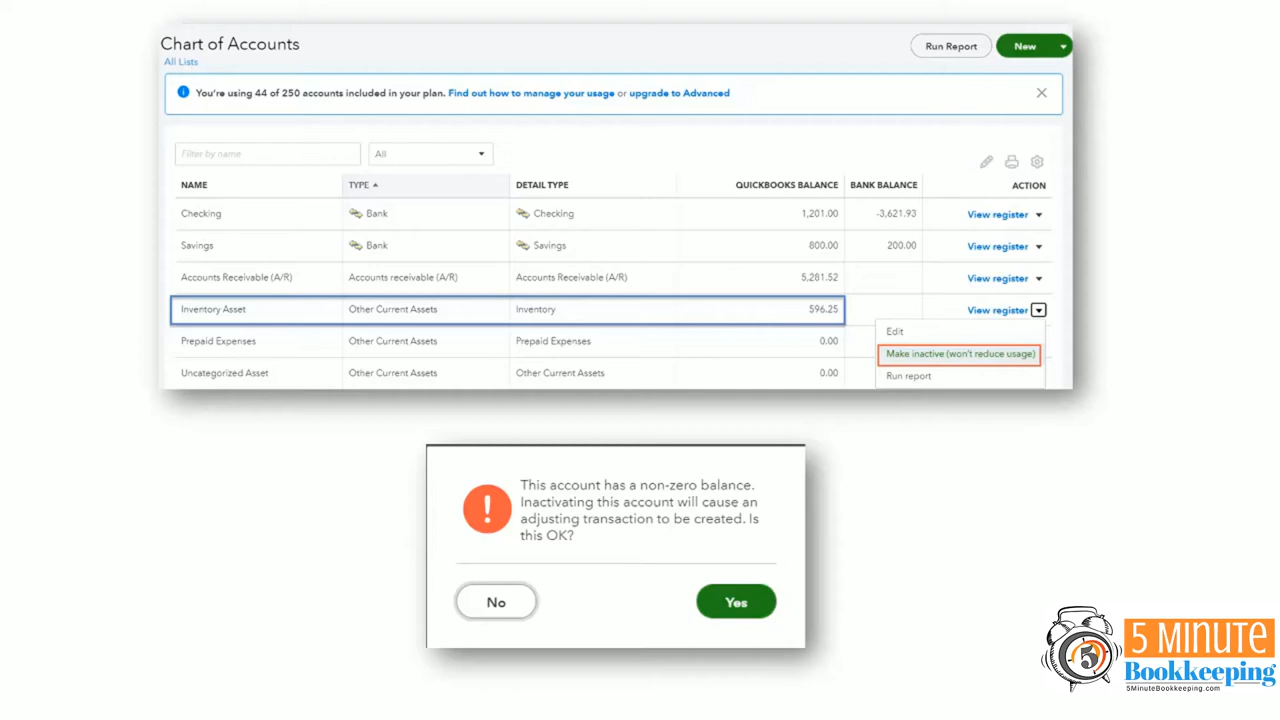 Chart of Accounts
All Lists
Run Report
New
You're using 44 of 250 accounts included in your plan. Find out how to manage your usage or upgrade to Advanced
Filter by name
All
NAME TYPE DETAIL TYPE QUICKBOOKS BALANCE BANK BALANCE ACTION
Checking Bank Checking 1,201.00 -3,621.93 View register
Savings Bank Savings 800.00 200.00 View register
Accounts Receivable (A/R) Accounts receivable (A/R) Accounts Receivable (A/R) 5,281.52 View register
Inventory Asset Other Current Assets Inventory 596.25 View register
Edit
Prepaid Expenses Other Current Assets Prepaid Expenses 0.00
Make inactive (won't reduce usage)
Uncategorized Asset Other Current Assets Other Current Assets 0.00
Run report
This account has a non-zero balance.
Inactivating this account will cause an
adjusting transaction to be created. Is
this OK?
No
Yes
5
5 MINUTE
Bookkeeping
5MinuteBookkeeping.com